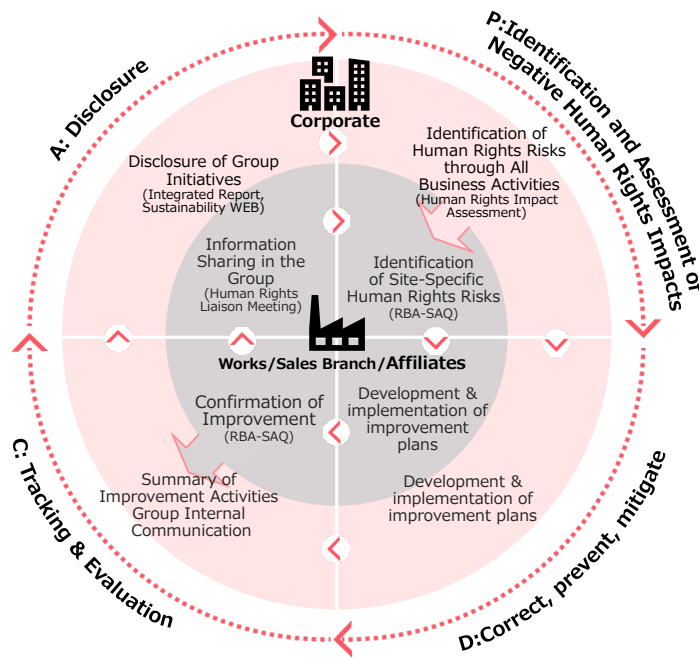 A: Disclosure
P:Identification and Assessment of
Negative Human Rights Impacts
Corporate
Disclosure of Group
Initiatives
(Integrated Report,
Sustainability WEB)
Identification of
Human Rights Risks
through All
Business Activities
(Human Rights Impact
Assessment)
Information
Sharing in the
Group
(Human Rights
Liaison Meeting)
Identification
of Site-Specific
Human Rights Risks
(RBA-SAQ)
Works/Sales Branch/Affiliates
Confirmation of
Improvement
(RBA-SAQ)
Development &
implementation of
improvement
plans
Summary of
Improvement Activities
Group Internal
Communication
Development &
implementation of
improvement plans
C: Tracking & Evaluation
D:Correct, prevent, mitigate